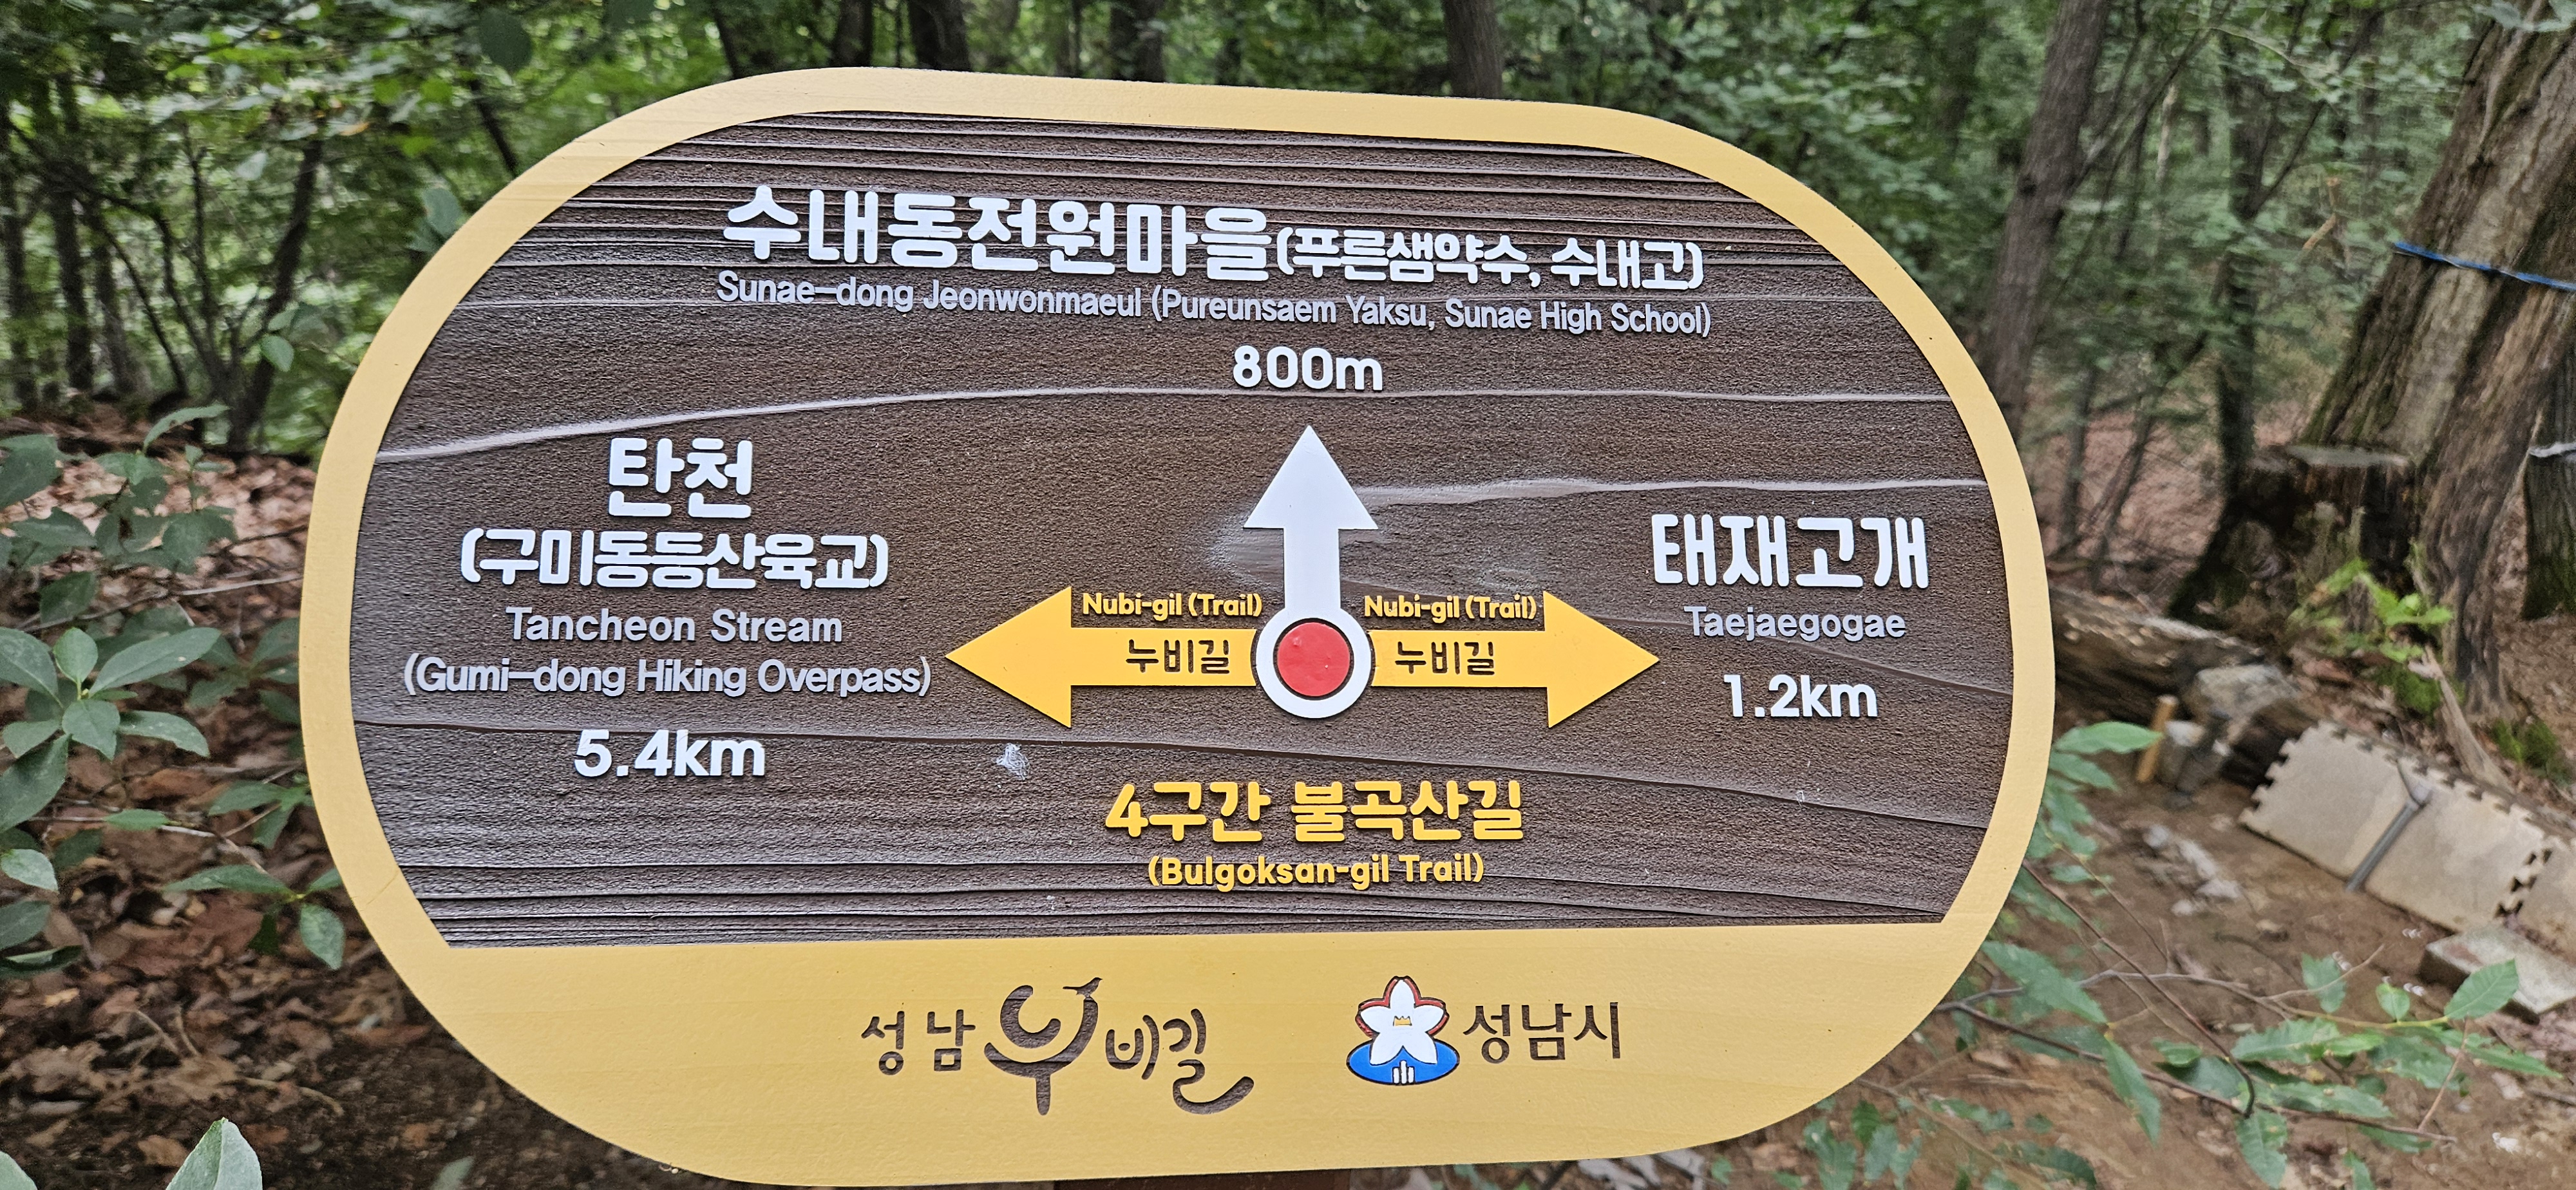 수내동전원마을(푸른샘약수, 수내고)
Sunae-dong Jeonwonmaeul (Pureunsaem Yaksu, Sunae High School)
800m
탄천
(구미동등산육교)
Tancheon Stream
(Gumi-dong Hiking Overpass)
5.4km
Nubi-gil (Trail)
누비길
Nubi-gil (Trail)
누비길
태재고개
Taejaegogae
1.2km
4구간 불곡산길
(Bulgoksan-gil Trail)
성남누비길
성남시